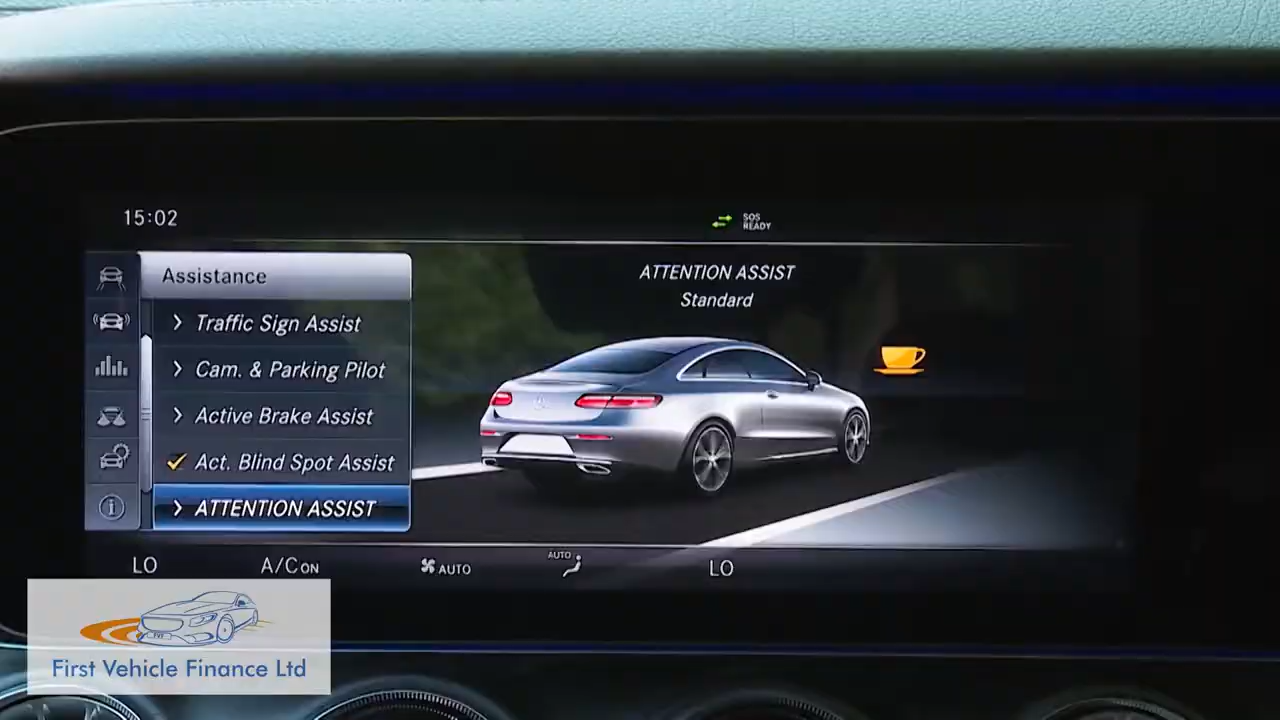 15:02
SOS
READY
Assistance
Traffic Sign Assist
Cam. & Parking Pilot
Active Brake Assist
Act. Blind Spot Assist
ATTENTION ASSIST
ATTENTION ASSIST
Standard
LO
A/C ON
AUTO
AUTO
LO
First Vehicle Finance Ltd